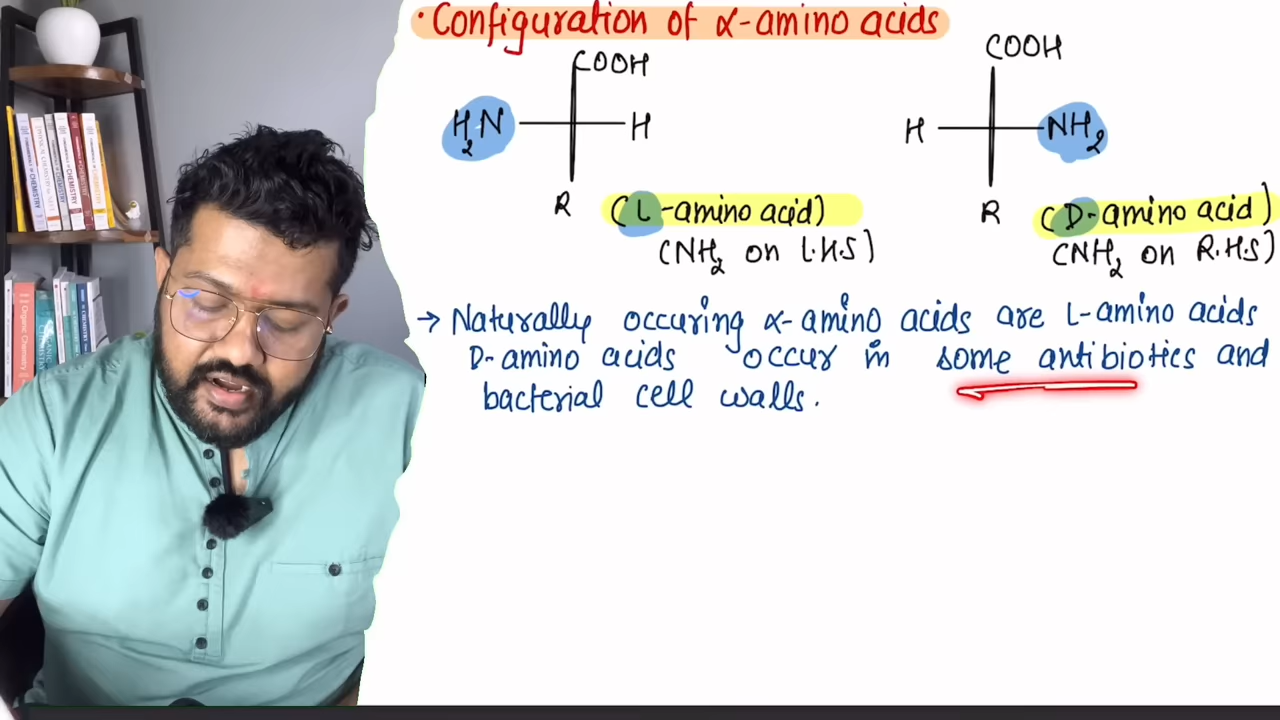 • Configuration of α-amino acids
COOH
H₂N
H
R
(L-amino acid)
(NH₂ on L.H.S)
COOH
H
NH₂
R
(D-amino acid)
(NH₂ on R.H.S)
→ Naturally occuring α-amino acids are L-amino acids
D-amino acids occur in some antibiotics and
bacterial cell walls.